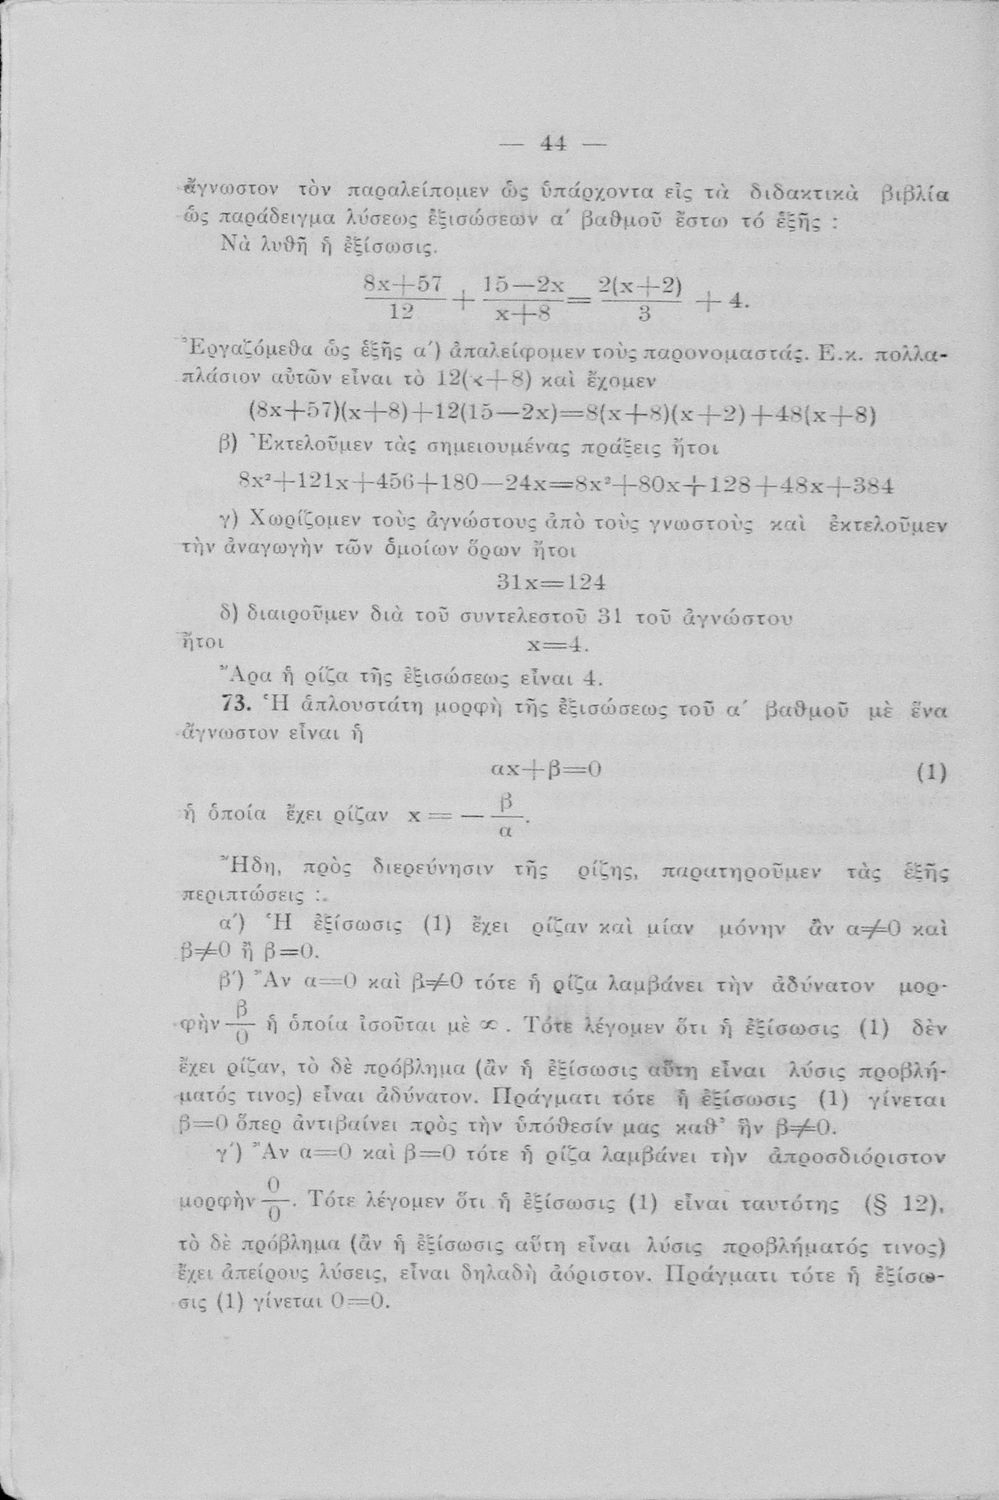 — 44 —
ἄγνωστον τὸν παραλείπομεν ὡς ὑπάρχοντα εἰς τὰ διδακτικὰ βιβλία
ὡς παράδειγμα λύσεως ἐξισώσεων α΄ βαθμοῦ ἔστω τό ἑξῆς :
Νὰ λυθῇ ἡ ἐξίσωσις.
8x+57/12 + 15—2x/x+8 = 2(x+2)/3 + 4.
Ἐργαζόμεθα ὡς ἑξῆς α΄) ἀπαλείφομεν τοὺς παρονομαστάς. Ε.κ. πολλα-
πλάσιον αὐτῶν εἶναι τὸ 12(x+8) καὶ ἔχομεν
(8x+57)(x+8)+12(15—2x)=8(x+8)(x+2)+48(x+8)
β) Ἐκτελοῦμεν τὰς σημειουμένας πράξεις ἤτοι
8x²+121x+456+180—24x=8x²+80x+128+48x+384
γ) Χωρίζομεν τοὺς ἀγνώστους ἀπὸ τοὺς γνωστοὺς καὶ ἐκτελοῦμεν
τὴν ἀναγωγὴν τῶν ὁμοίων ὅρων ἤτοι
31x=124
δ) διαιροῦμεν διὰ τοῦ συντελεστοῦ 31 τοῦ ἀγνώστου
ἤτοι x=4.
Ἄρα ἡ ρίζα τῆς ἐξισώσεως εἶναι 4.
73. Ἡ ἁπλουστάτη μορφὴ τῆς ἐξισώσεως τοῦ α΄ βαθμοῦ μὲ ἕνα
ἄγνωστον εἶναι ἡ
αx+β=0 (1)
ἡ ὁποία ἔχει ρίζαν x = — β/α.
Ἤδη, πρὸς διερεύνησιν τῆς ρίζης, παρατηροῦμεν τὰς ἑξῆς
περιπτώσεις :.
α΄) Ἡ ἐξίσωσις (1) ἔχει ρίζαν καὶ μίαν μόνην ἂν α≠0 καὶ
β≠0 ἢ β=0.
β΄) Ἂν α=0 καὶ β≠0 τότε ἡ ρίζα λαμβάνει τὴν ἀδύνατον μορ-
φὴν β/0 ἡ ὁποία ἰσοῦται μὲ ∞. Τότε λέγομεν ὅτι ἡ ἐξίσωσις (1) δὲν
ἔχει ρίζαν, τὸ δὲ πρόβλημα (ἂν ἡ ἐξίσωσις αὕτη εἶναι λύσις προβλή-
ματός τινος) εἶναι ἀδύνατον. Πράγματι τότε ἡ ἐξίσωσις (1) γίνεται
β=0 ὅπερ ἀντιβαίνει πρὸς τὴν ὑπόθεσίν μας καθ' ἣν β≠0.
γ΄) Ἂν α=0 καὶ β=0 τότε ἡ ρίζα λαμβάνει τὴν ἀπροσδιόριστον
μορφὴν 0/0. Τότε λέγομεν ὅτι ἡ ἐξίσωσις (1) εἶναι ταυτότης (§ 12),
τὸ δὲ πρόβλημα (ἂν ἡ ἐξίσωσις αὕτη εἶναι λύσις προβλήματός τινος)
ἔχει ἀπείρους λύσεις, εἶναι δηλαδὴ ἀόριστον. Πράγματι τότε ἡ ἐξίσω-
σις (1) γίνεται 0=0.